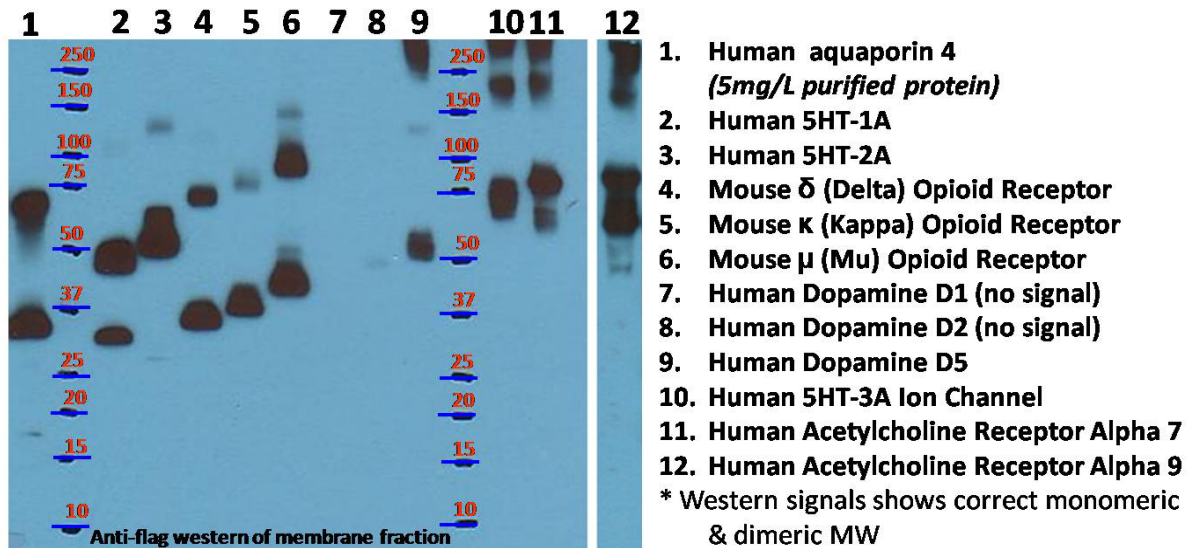 1 2 3 4 5 6 7 8 9 10 11 12
250 250
150 150
100 100
75 75
50 50
37 37
25 25
20 20
15 15
10 10
Anti-flag western of membrane fraction
1. Human aquaporin 4
(5mg/L purified protein)
2. Human 5HT-1A
3. Human 5HT-2A
4. Mouse δ (Delta) Opioid Receptor
5. Mouse κ (Kappa) Opioid Receptor
6. Mouse μ (Mu) Opioid Receptor
7. Human Dopamine D1 (no signal)
8. Human Dopamine D2 (no signal)
9. Human Dopamine D5
10. Human 5HT-3A Ion Channel
11. Human Acetylcholine Receptor Alpha 7
12. Human Acetylcholine Receptor Alpha 9
* Western signals shows correct monomeric
& dimeric MW